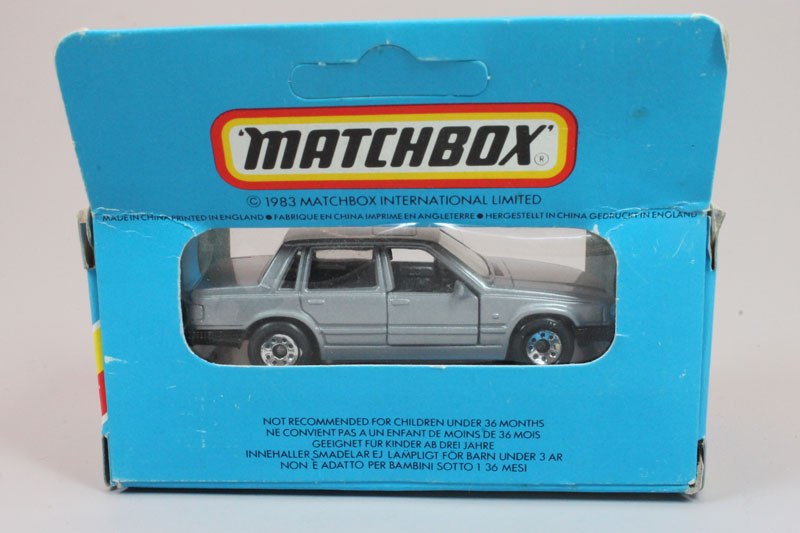 'MATCHBOX' ®
© 1983 MATCHBOX INTERNATIONAL LIMITED
MADE IN CHINA PRINTED IN ENGLAND ● FABRIQUE EN CHINA IMPRIME EN ANGLETERRE ● HERGESTELLT IN CHINA GEDRUCKT IN ENGLAND
NOT RECOMMENDED FOR CHILDREN UNDER 36 MONTHS
NE CONVIENT PAS A UN ENFANT DE MOINS DE 36 MOIS
GEEIGNET FÜR KINDER AB DREI JAHRE
INNEHALLER SMADELAR EJ LAMPLIGT FÖR BARN UNDER 3 AR
NON È ADATTO PER BAMBINI SOTTO 1 36 MESI